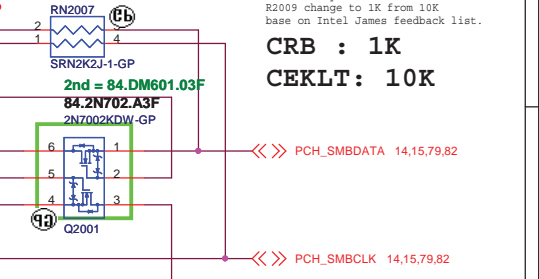 RN2007
2
3
1
4
SRN2K2J-1-GP
2nd = 84.DM601.03F
84.2N702.A3F
2N7002KDW-GP
6
1
5
2
4
3
Q2001
R2009 change to 1K from 10K
base on Intel James feedback list.
CRB : 1K
CEKLT: 10K
PCH_SMBDATA 14,15,79,82
PCH_SMBCLK 14,15,79,82